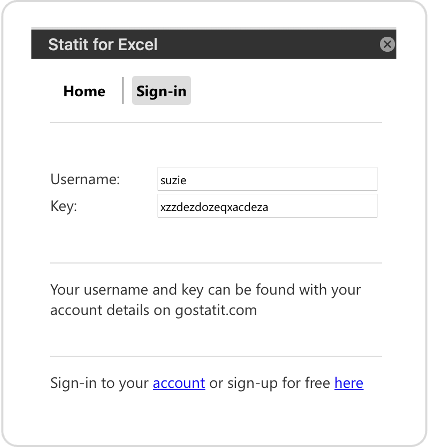 Statit for Excel
Home Sign-in
Username: suzie
Key: xzzdezdozeqxacdeza
Your username and key can be found with your
account details on gostatit.com
Sign-in to your account or sign-up for free here